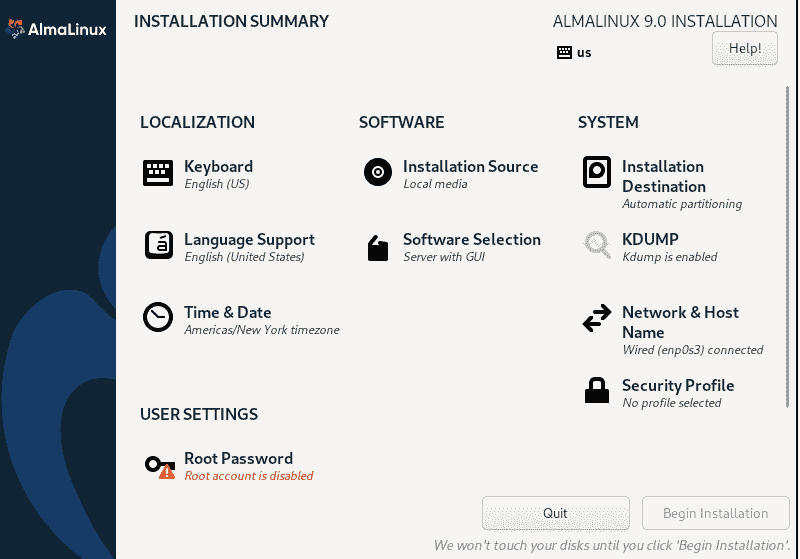 AlmaLinux
INSTALLATION SUMMARY
ALMALINUX 9.0 INSTALLATION
us
Help!
LOCALIZATION
Keyboard
English (US)
Language Support
English (United States)
Time & Date
Americas/New York timezone
SOFTWARE
Installation Source
Local media
Software Selection
Server with GUI
SYSTEM
Installation
Destination
Automatic partitioning
KDUMP
Kdump is enabled
Network & Host
Name
Wired (enp0s3) connected
Security Profile
No profile selected
USER SETTINGS
Root Password
Root account is disabled
Quit
Begin Installation
We won't touch your disks until you click 'Begin Installation'.